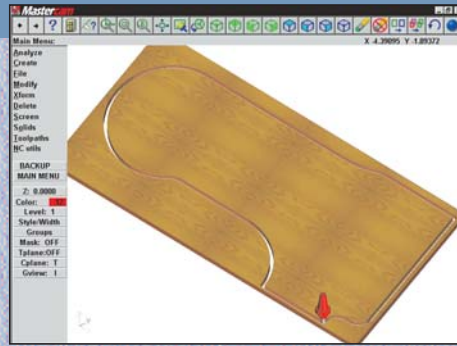 Mastercam
Main Menu:
X -4.39095 Y -1.89372
Analyze
Create
File
Modify
Xform
Delete
Screen
Solids
Toolpaths
NC utils
BACKUP
MAIN MENU
Z: 0.0000
Color: 12
Level: 1
Style/Width
Groups
Mask: OFF
Tplane:OFF
Cplane: T
Gview: I